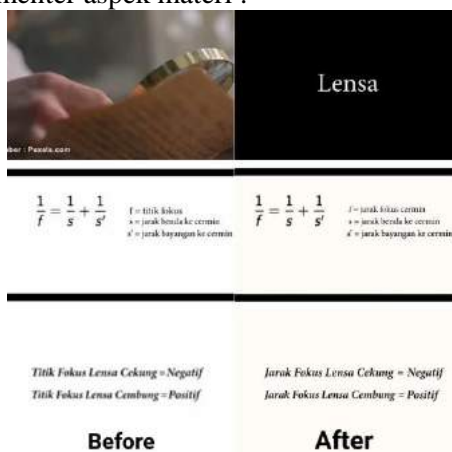 menter aspek materi :
ber : Pexels.com
Lensa
1/f = 1/s + 1/s'
f = titik fokus
s = jarak benda ke cermin
s' = jarak bayangan ke cermin
1/f = 1/s + 1/s'
f = jarak fokus cermin
s = jarak benda ke cermin
s' = jarak bayangan ke cermin
Titik Fokus Lensa Cekung = Negatif
Titik Fokus Lensa Cembung = Positif
Jarak Fokus Lensa Cekung = Negatif
Jarak Fokus Lensa Cembung = Positif
Before
After